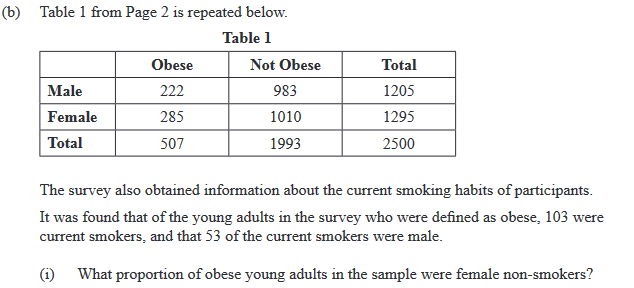 (b) Table 1 from Page 2 is repeated below.
Table 1
Obese Not Obese Total
Male 222 983 1205
Female 285 1010 1295
Total 507 1993 2500
The survey also obtained information about the current smoking habits of participants.
It was found that of the young adults in the survey who were defined as obese, 103 were
current smokers, and that 53 of the current smokers were male.
(i) What proportion of obese young adults in the sample were female non-smokers?